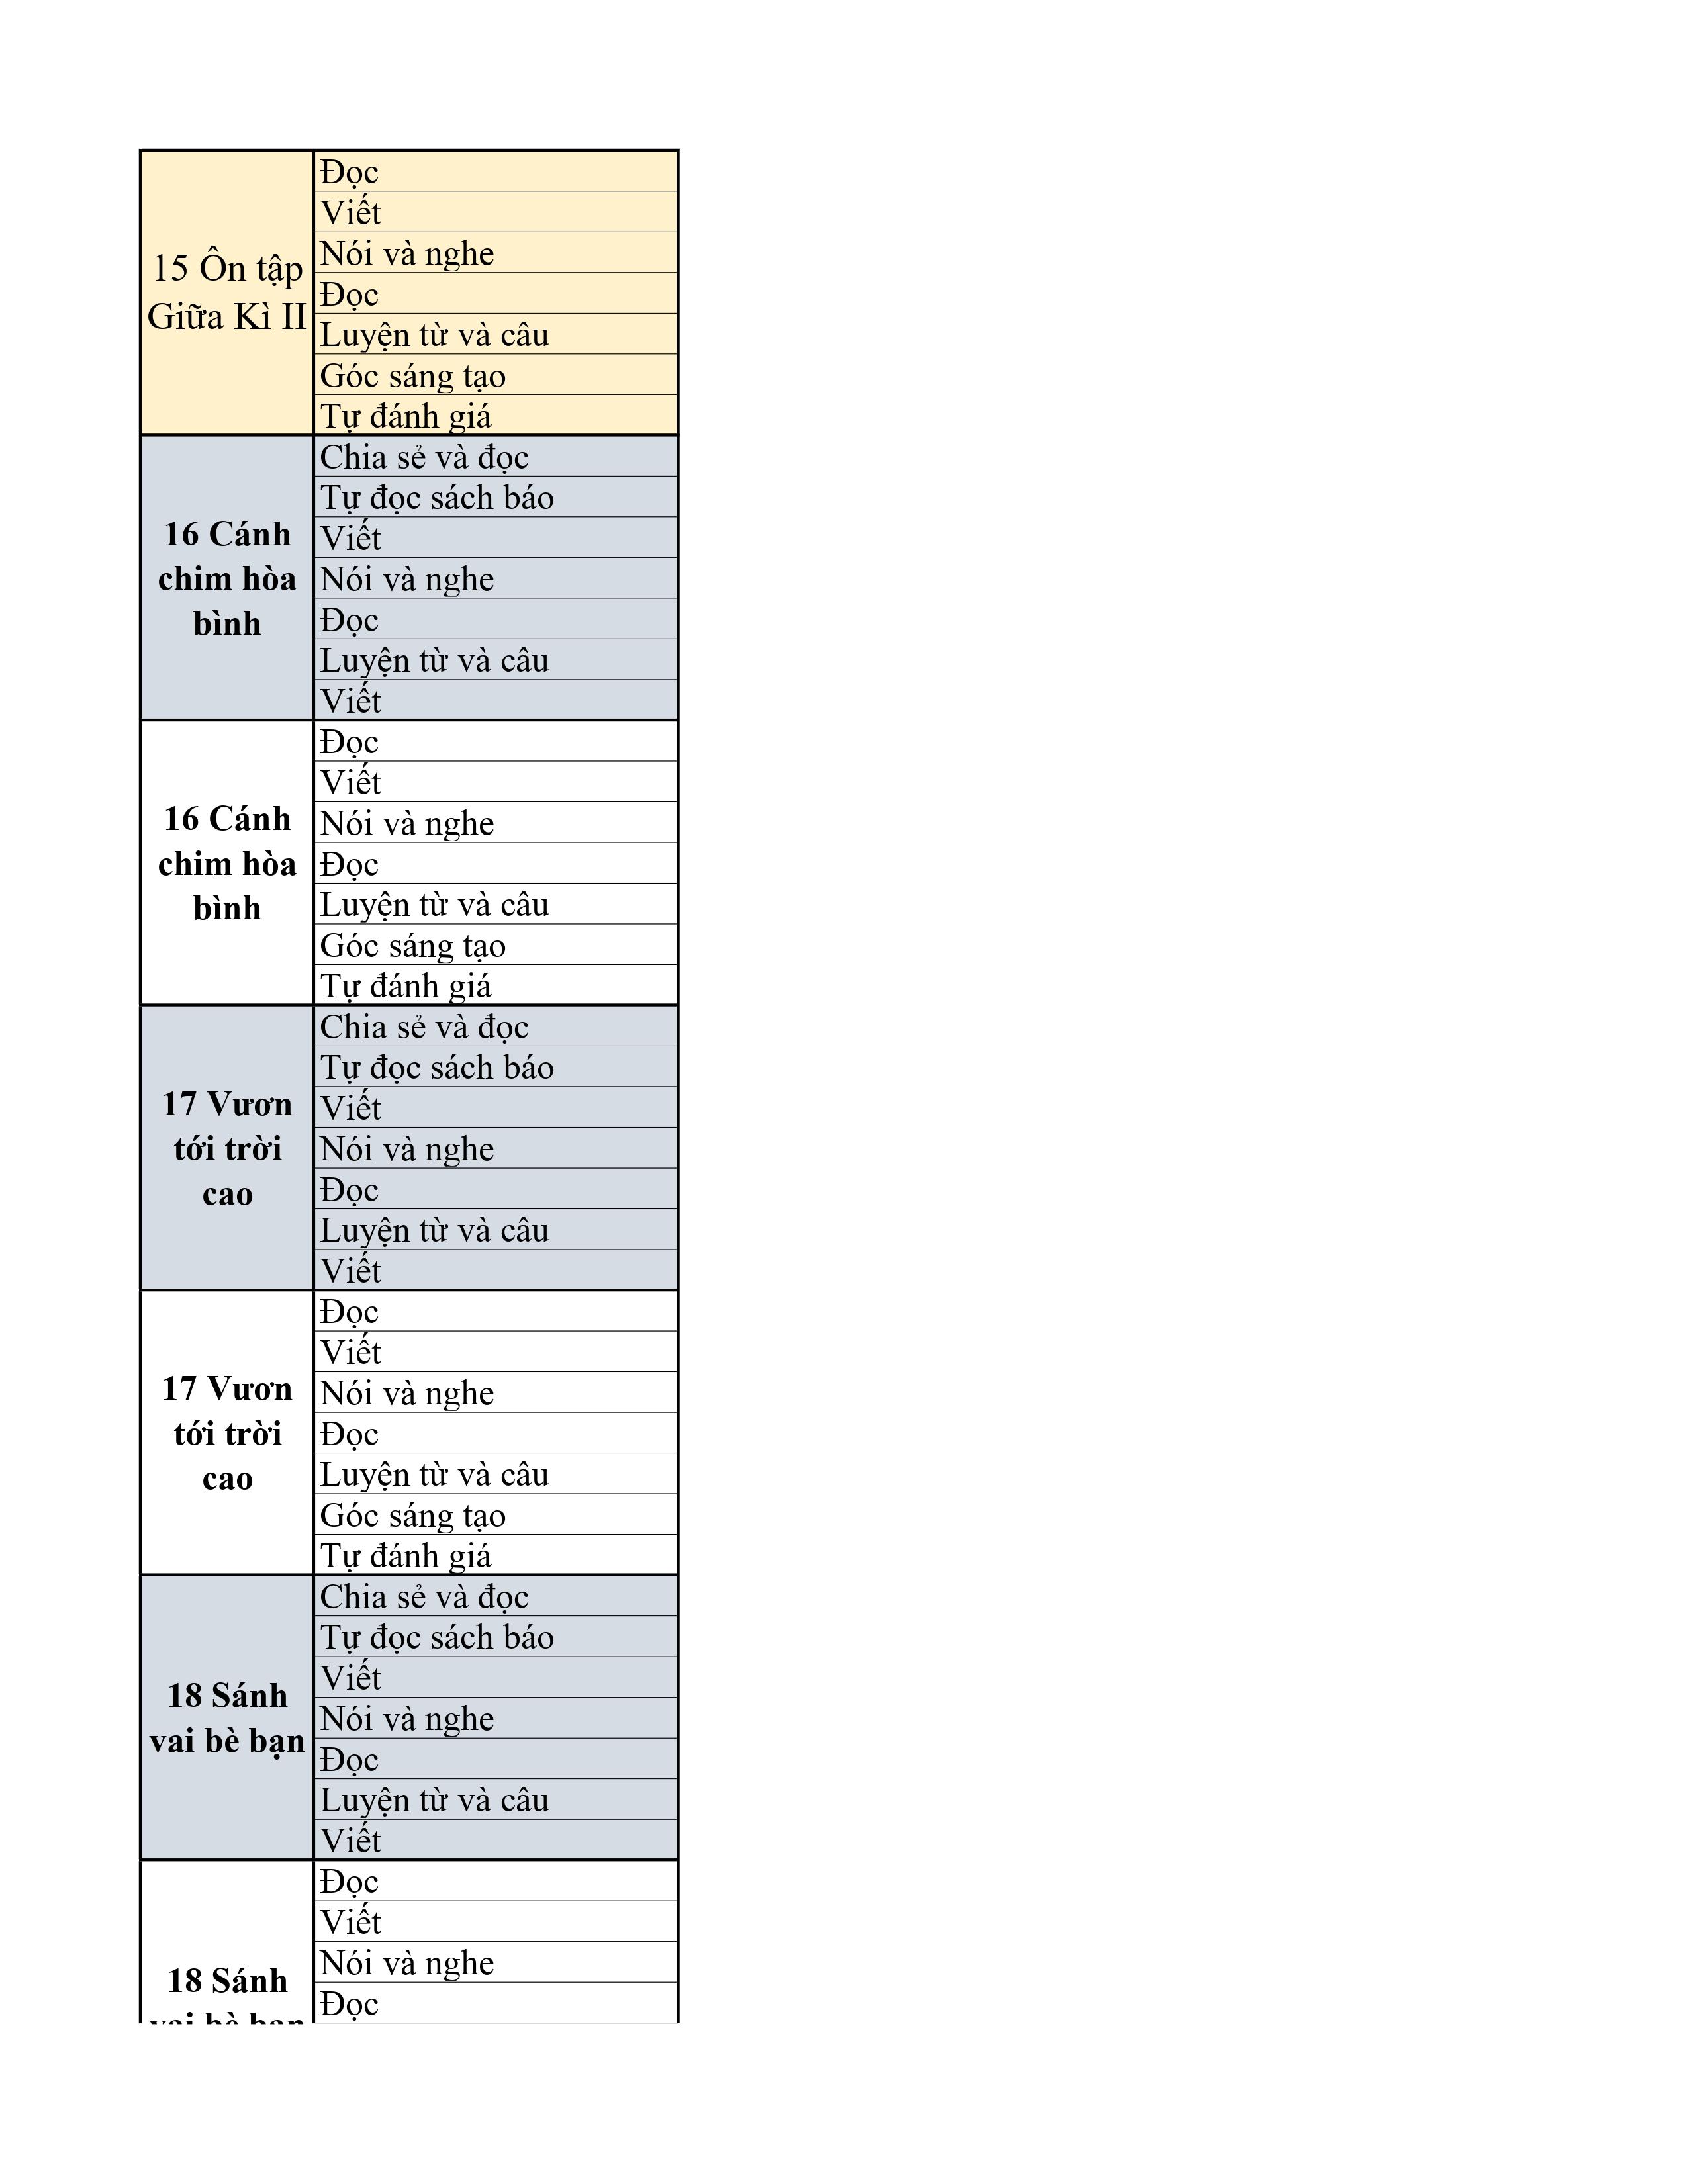 15 Ôn tập
Giữa Kì II
Đọc
Viết
Nói và nghe
Đọc
Luyện từ và câu
Góc sáng tạo
Tự đánh giá
16 Cánh
chim hòa
bình
Chia sẻ và đọc
Tự đọc sách báo
Viết
Nói và nghe
Đọc
Luyện từ và câu
Viết
16 Cánh
chim hòa
bình
Đọc
Viết
Nói và nghe
Đọc
Luyện từ và câu
Góc sáng tạo
Tự đánh giá
17 Vươn
tới trời
cao
Chia sẻ và đọc
Tự đọc sách báo
Viết
Nói và nghe
Đọc
Luyện từ và câu
Viết
17 Vươn
tới trời
cao
Đọc
Viết
Nói và nghe
Đọc
Luyện từ và câu
Góc sáng tạo
Tự đánh giá
18 Sánh
vai bè bạn
Chia sẻ và đọc
Tự đọc sách báo
Viết
Nói và nghe
Đọc
Luyện từ và câu
Viết
18 Sánh
vai bè bạn
Đọc
Viết
Nói và nghe
Đọc